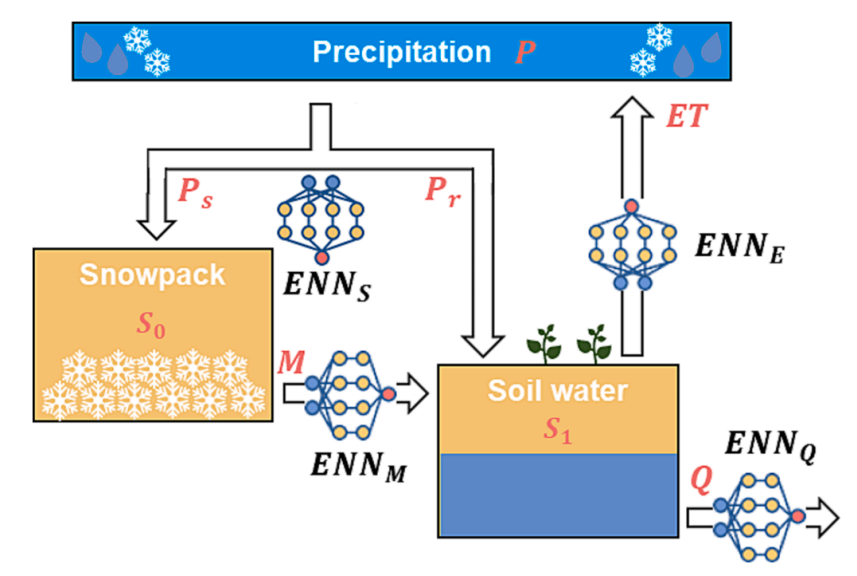 Precipitation P
ET
P_s
P_r
ENN_S
ENN_E
Snowpack
S_0
M
ENN_M
Soil water
S_1
ENN_Q
Q